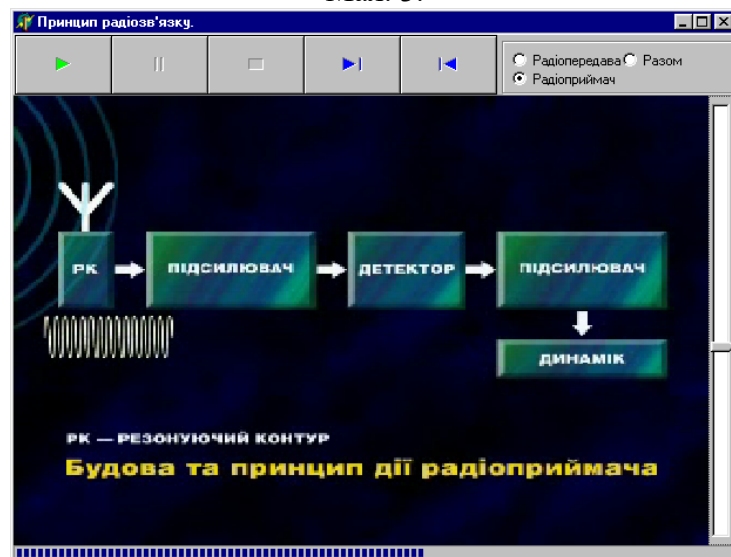 Принцип радіозв'язку.
Радіопередава Разом
Радіоприймач
РК ПІДСИЛЮВАЧ ДЕТЕКТОР ПІДСИЛЮВАЧ
ДИНАМІК
РК — РЕЗОНУЮЧИЙ КОНТУР
Будова та принцип дії радіоприймача